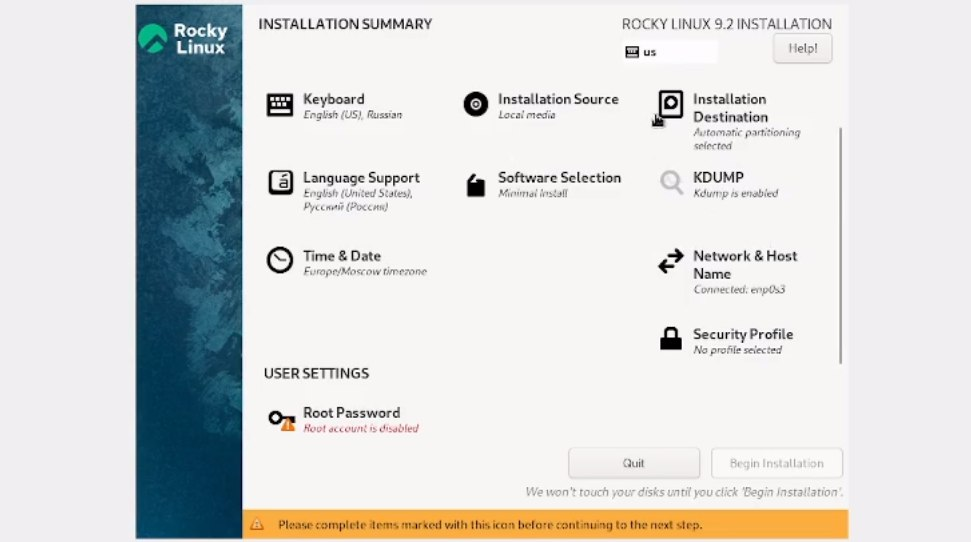 Rocky
Linux
INSTALLATION SUMMARY
ROCKY LINUX 9.2 INSTALLATION
us
Help!
Keyboard
English (US), Russian
Installation Source
Local media
Installation
Destination
Automatic partitioning
selected
Language Support
English (United States),
Русский (Россия)
Software Selection
Minimal Install
KDUMP
Kdump is enabled
Time & Date
Europe/Moscow timezone
Network & Host
Name
Connected: enp0s3
Security Profile
No profile selected
USER SETTINGS
Root Password
Root account is disabled
Quit
Begin Installation
We won't touch your disks until you click 'Begin Installation'.
Please complete items marked with this icon before continuing to the next step.